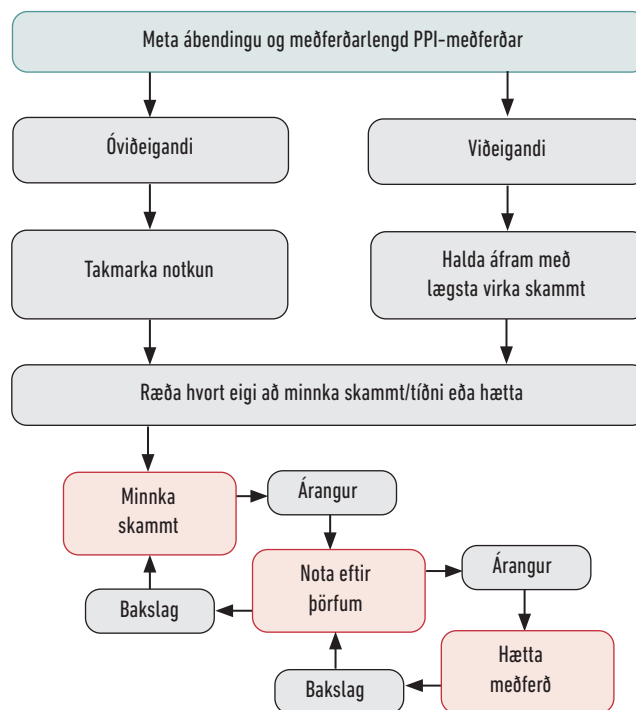 Meta ábendingu og meðferðarlengd PPI-meðferðar
Óviðeigandi
Viðeigandi
Takmarka notkun
Halda áfram með
lægsta virka skammt
Ræða hvort eigi að minnka skammt/tíðni eða hætta
Minnka
skammt
Árangur
Nota eftir
þörfum
Árangur
Bakslag
Hætta
meðferð
Bakslag